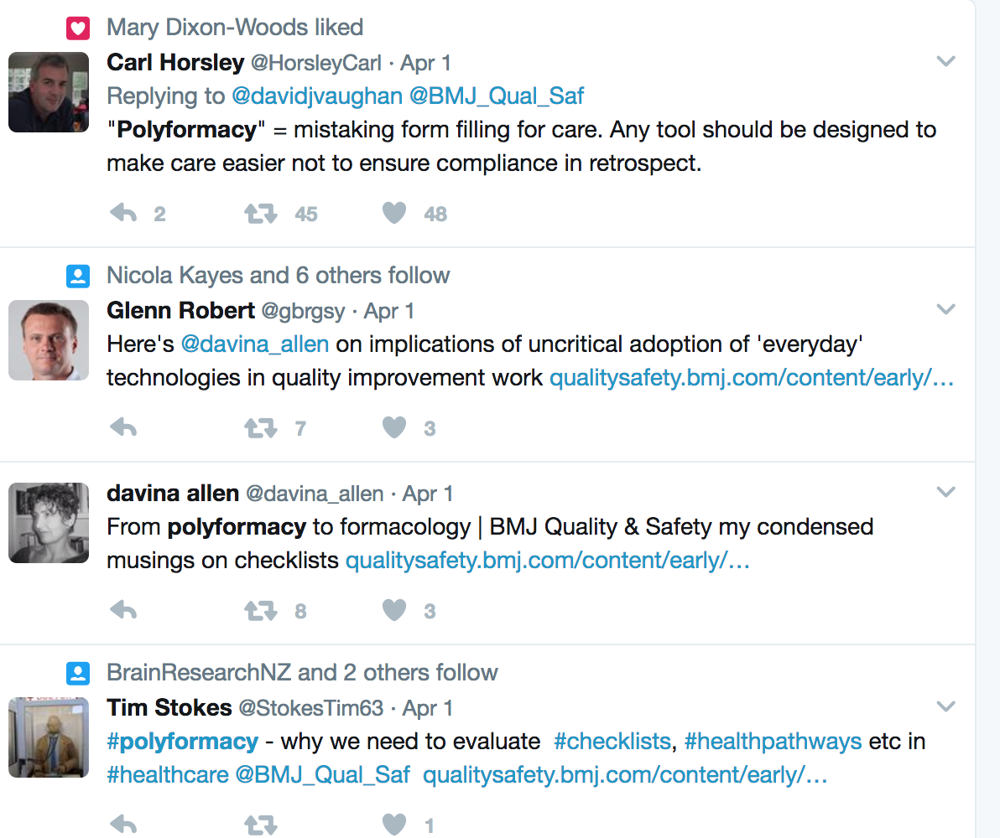 Mary Dixon-Woods liked
Carl Horsley @HorsleyCarl · Apr 1
Replying to @davidjvaughan @BMJ_Qual_Saf
"Polyformacy" = mistaking form filling for care. Any tool should be designed to
make care easier not to ensure compliance in retrospect.
2 45 48
Nicola Kayes and 6 others follow
Glenn Robert @gbrgsy · Apr 1
Here's @davina_allen on implications of uncritical adoption of 'everyday'
technologies in quality improvement work qualitysafety.bmj.com/content/early/…
7 3
davina allen @davina_allen · Apr 1
From polyformacy to formacology | BMJ Quality & Safety my condensed
musings on checklists qualitysafety.bmj.com/content/early/…
8 3
BrainResearchNZ and 2 others follow
Tim Stokes @StokesTim63 · Apr 1
#polyformacy - why we need to evaluate #checklists, #healthpathways etc in
#healthcare @BMJ_Qual_Saf qualitysafety.bmj.com/content/early/…
1